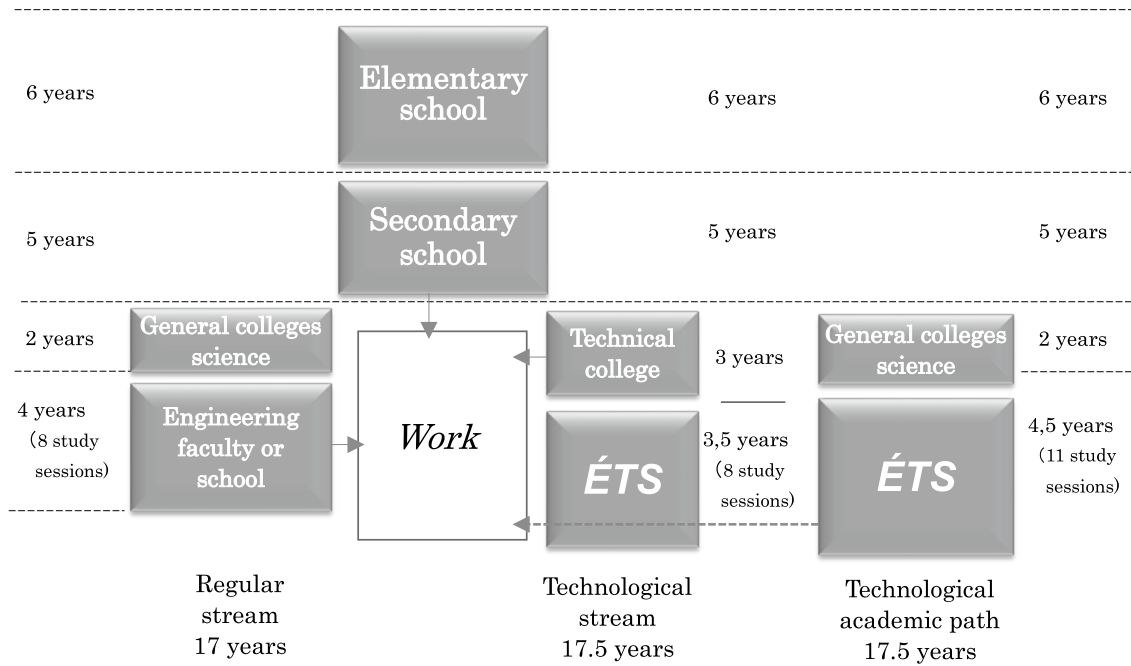 6 years
Elementary
school
6 years
6 years
5 years
Secondary
school
5 years
5 years
2 years
General colleges
science
Technical
college
3 years
General colleges
science
2 years
4 years
(8 study
sessions)
Engineering
faculty or
school
Work
ÉTS
3,5 years
(8 study
sessions)
ÉTS
4,5 years
(11 study
sessions)
Regular
stream
17 years
Technological
stream
17.5 years
Technological
academic path
17.5 years